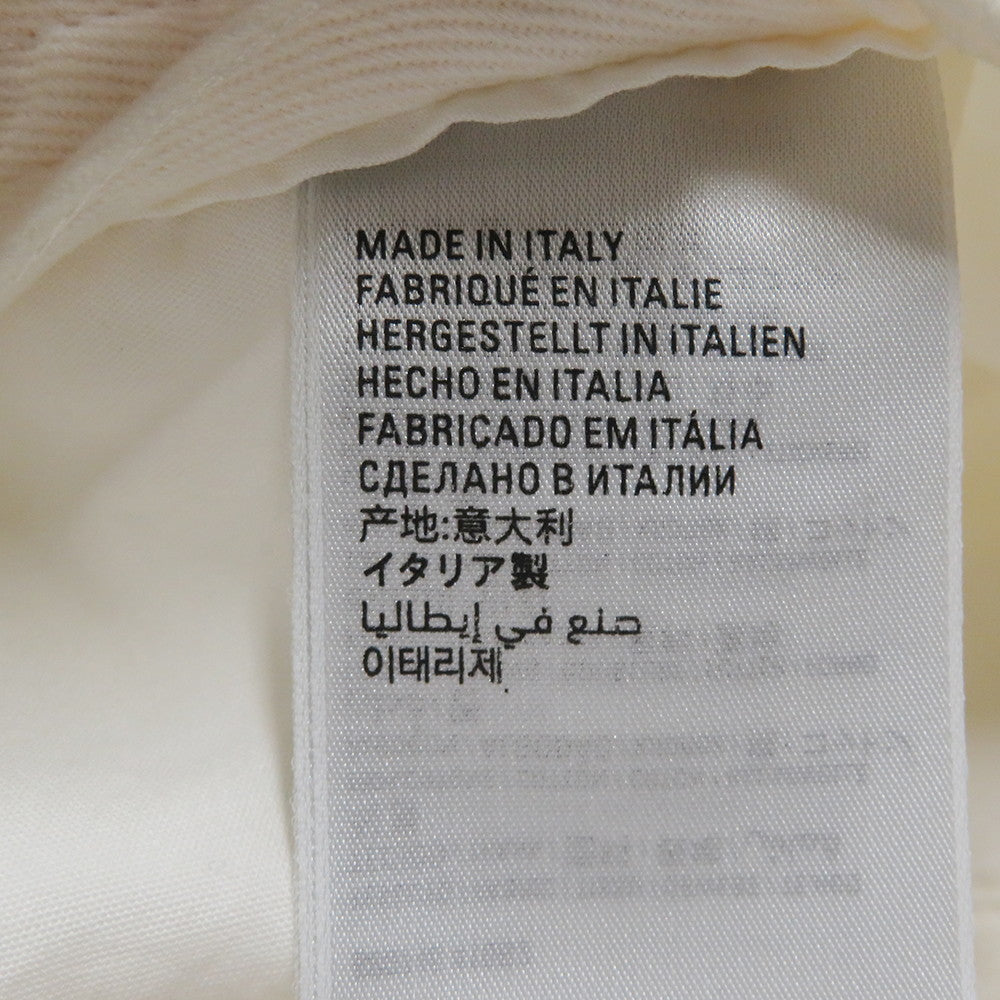 MADE IN ITALY
FABRIQUÉ EN ITALIE
HERGESTELLT IN ITALIEN
HECHO EN ITALIA
FABRICADO EM ITÁLIA
СДЕЛАНО В ИТАЛИИ
产地:意大利
イタリア製
صنع في إيطاليا
이태리제